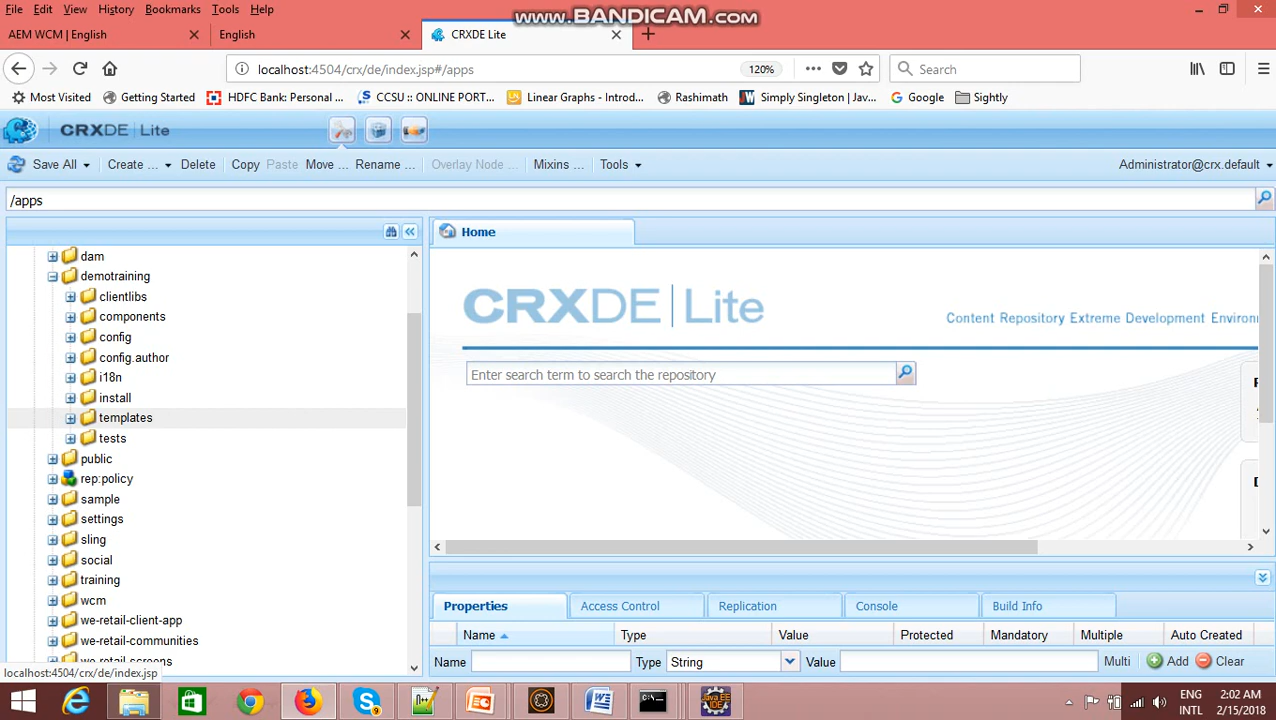 File Edit View History Bookmarks Tools Help
www.BANDICAM.com
AEM WCM | English
English
CRXDE Lite
localhost:4504/crx/de/index.jsp#/apps
120%
Search
Most Visited
Getting Started
HDFC Bank: Personal ...
CCSU :: ONLINE PORT...
Linear Graphs - Introd...
Rashimath
Simply Singleton | Jav...
Google
Sightly
CRXDE | Lite
Save All
Create ...
Delete
Copy
Paste
Move ...
Rename ...
Overlay Node ...
Mixins ...
Tools
Administrator@crx.default
/apps
dam
demotraining
clientlibs
components
config
config.author
i18n
install
templates
tests
public
rep:policy
sample
settings
sling
social
training
wcm
we-retail-client-app
we-retail-communities
we-retail-screens
localhost:4504/crx/de/index.jsp
Home
CRXDE | Lite
Content Repository Extreme Development Environ
Enter search term to search the repository
Properties
Access Control
Replication
Console
Build Info
Name
Type
Value
Protected
Mandatory
Multiple
Auto Created
Name
Type
String
Value
Multi
Add
Clear
ENG
INTL
2:02 AM
2/15/2018